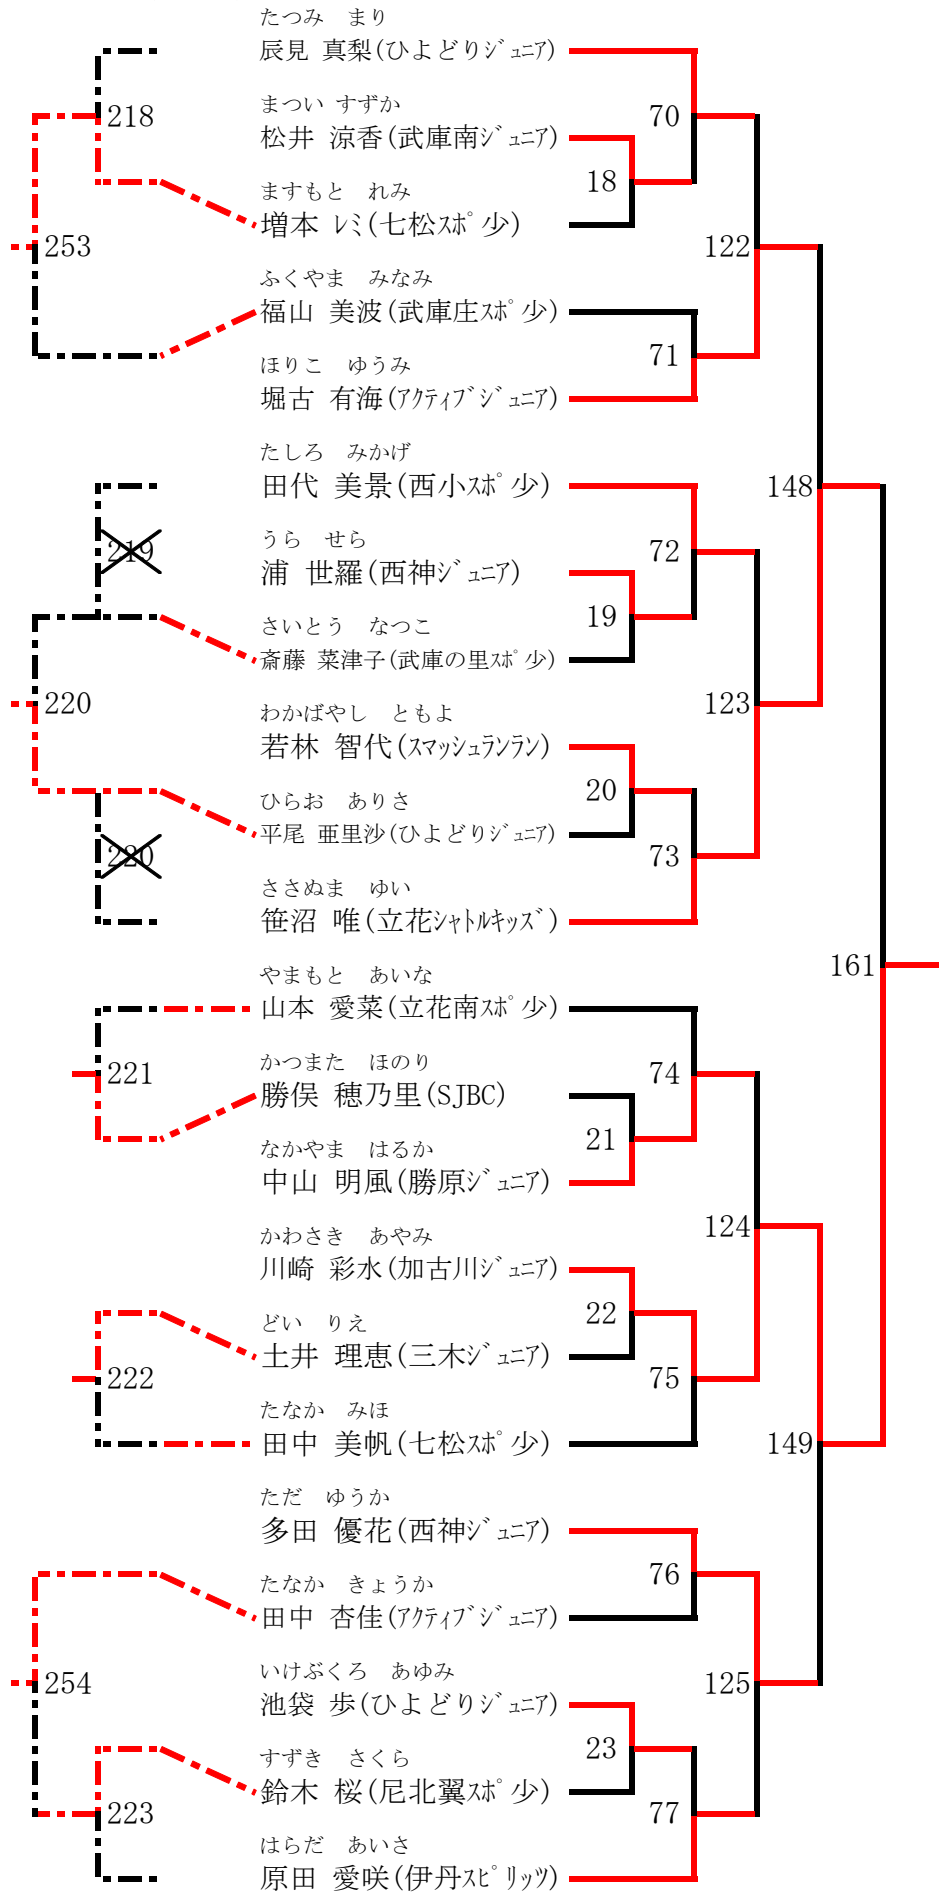 たつみ　まり
辰見 真梨(ひよどりジュニア)
まつい すずか
218
70
松井 涼香(武庫南ジュニア)
18
ますもと　れみ
増本 レミ(七松スポ少)
253
122
ふくやま　みなみ
福山 美波(武庫庄スポ少)
71
ほりこ　ゆうみ
堀古 有海(アクティブジュニア)
たしろ　みかげ
田代 美景(西小スポ少)
148
うら　せら
219
72
浦 世羅(西神ジュニア)
19
さいとう　なつこ
斎藤 菜津子(武庫の里スポ少)
220
123
わかばやし　ともよ
若林 智代(スマッシュランラン)
20
ひらお　ありさ
平尾 亜里沙(ひよどりジュニア)
220
73
ささぬま　ゆい
笹沼 唯(立花シャトルキッズ)
161
やまもと　あいな
山本 愛菜(立花南スポ少)
221
74
かつまた　ほのり
勝俣 穂乃里(SJBC)
21
なかやま　はるか
中山 明風(勝原ジュニア)
124
かわさき　あやみ
川崎 彩水(加古川ジュニア)
22
どい　りえ
土井 理恵(三木ジュニア)
222
75
たなか　みほ
田中 美帆(七松スポ少)
149
ただ　ゆうか
多田 優花(西神ジュニア)
76
たなか　きょうか
田中 杏佳(アクティブジュニア)
254
125
いけぶくろ　あゆみ
池袋 歩(ひよどりジュニア)
23
すずき　さくら
鈴木 桜(尼北翼スポ少)
223
77
はらだ　あいさ
原田 愛咲(伊丹スピリッツ)